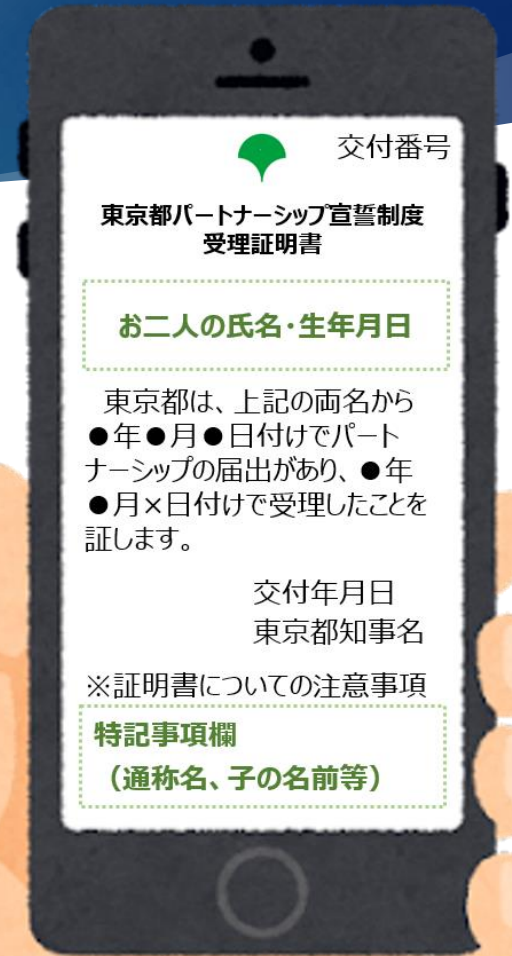 交付番号
東京都パートナーシップ宣誓制度
受理証明書
お二人の氏名・生年月日
東京都は、上記の両名から
●年●月●日付けでパート
ナーシップの届出があり、●年
●月×日付けで受理したことを
証します。
交付年月日
東京都知事名
※証明書についての注意事項
特記事項欄
（通称名、子の名前等）